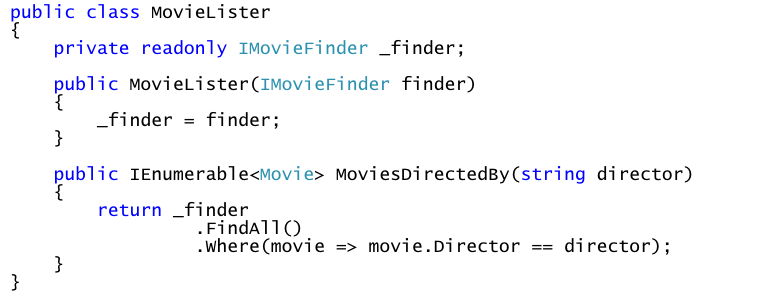 public class MovieLister
{
    private readonly IMovieFinder _finder;

    public MovieLister(IMovieFinder finder)
    {
        _finder = finder;
    }

    public IEnumerable<Movie> MoviesDirectedBy(string director)
    {
        return _finder
                 .FindAll()
                 .Where(movie => movie.Director == director);
    }
}